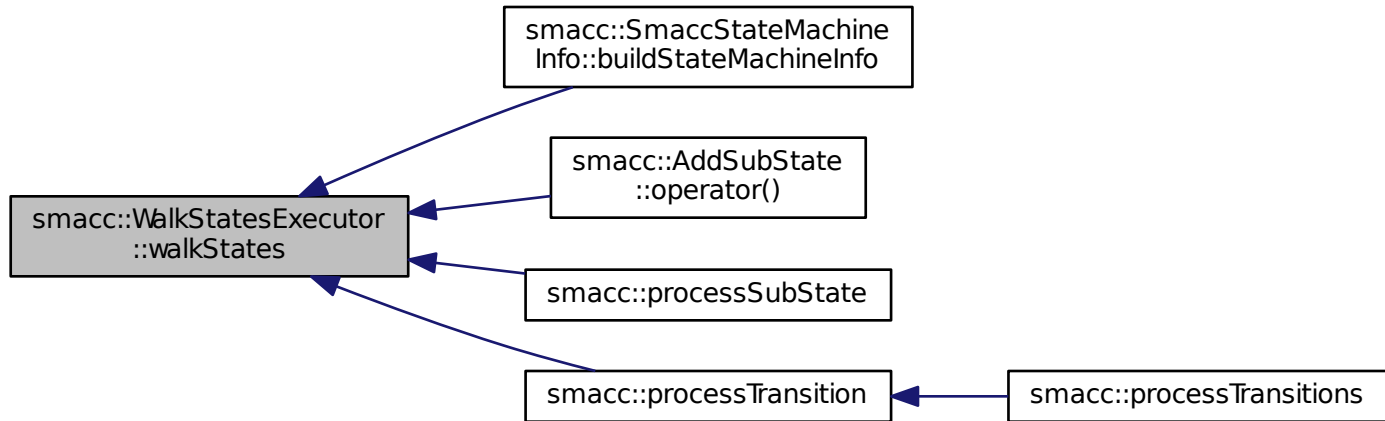 smacc::SmaccStateMachine
Info::buildStateMachineInfo
smacc::AddSubState
::operator()
smacc::WalkStatesExecutor
::walkStates
smacc::processSubState
smacc::processTransition
smacc::processTransitions